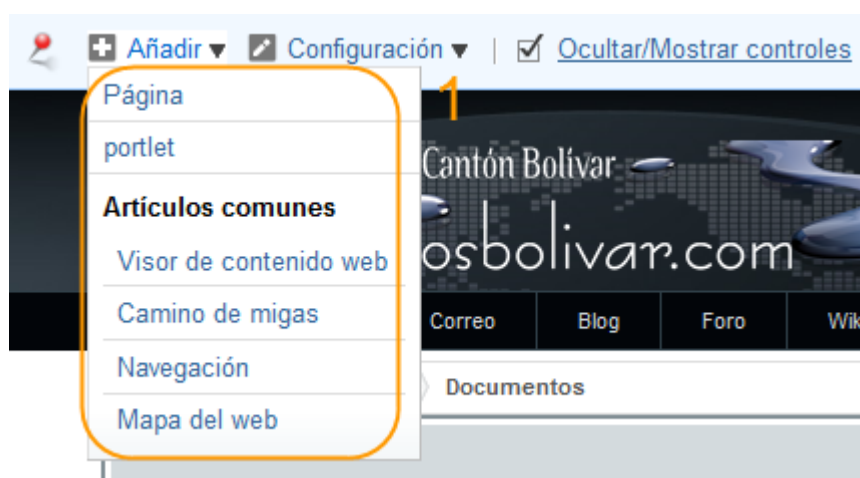 Añadir Configuración | Ocultar/Mostrar controles
Página
1
portlet
Cantón Bolívar
Artículos comunes
osbolivar.com
Visor de contenido web
Camino de migas
Correo Blog Foro Wik
Navegación
Documentos
Mapa del web